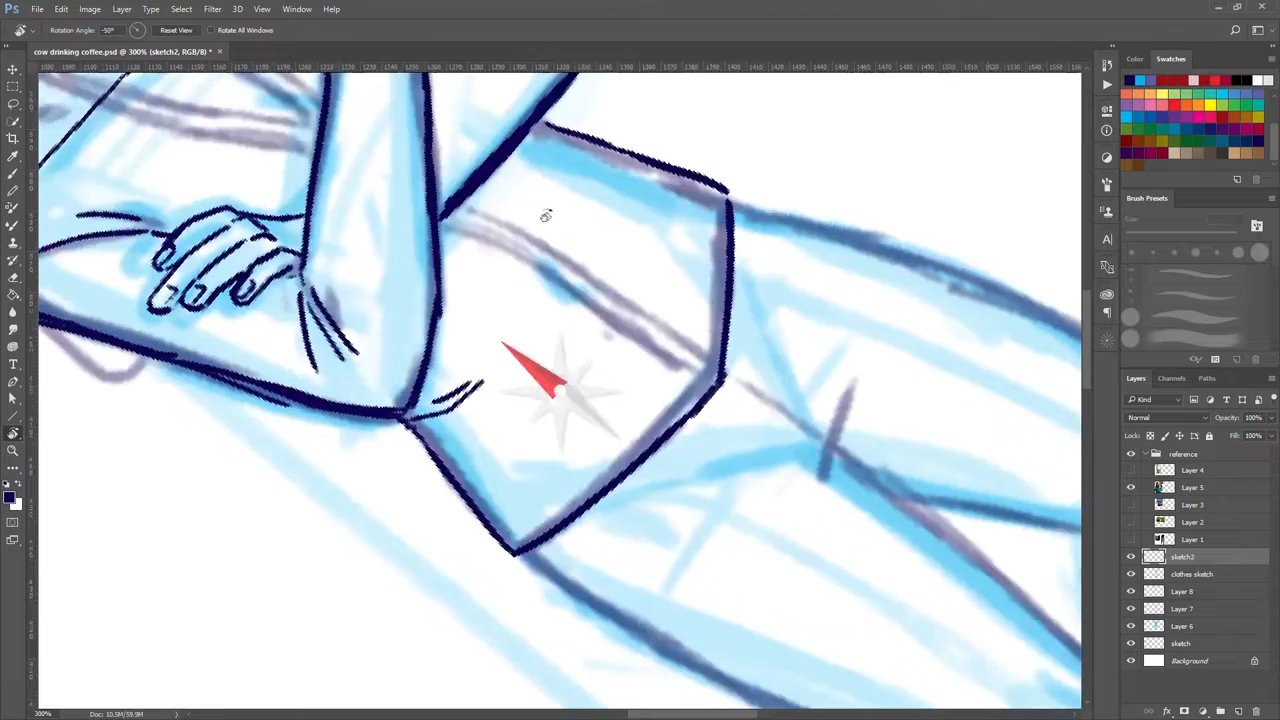 Ps File Edit Image Layer Type Select Filter 3D View Window Help
Rotation Angle: -50° Reset View Rotate All Windows
cow drinking coffee.psd @ 300% (sketch2, RGB/8) *
Color Swatches
Brush Presets
Size:
Layers Channels Paths
Kind
Normal Opacity: 100%
Lock: Fill: 100%
reference
Layer 4
Layer 5
Layer 3
Layer 2
Layer 1
sketch2
clothes sketch
Layer 8
Layer 7
Layer 6
sketch
Background
300% Doc: 10.5M/59.9M